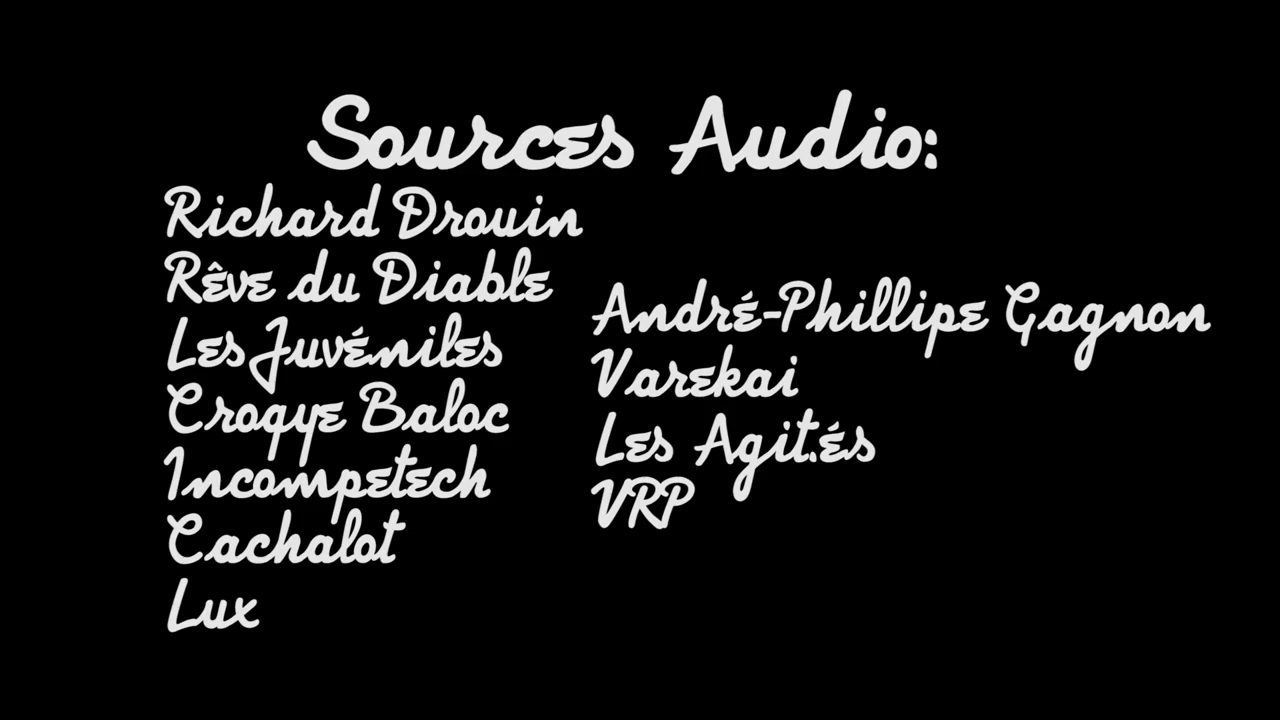 Sources Audio:
Richard Drouin
Rêve du Diable
Les Juvéniles
Croque Baloc
Incompetech
Cachalot
Lux
André-Phillipe Gagnon
Varekai
Les Agit.és
VRP